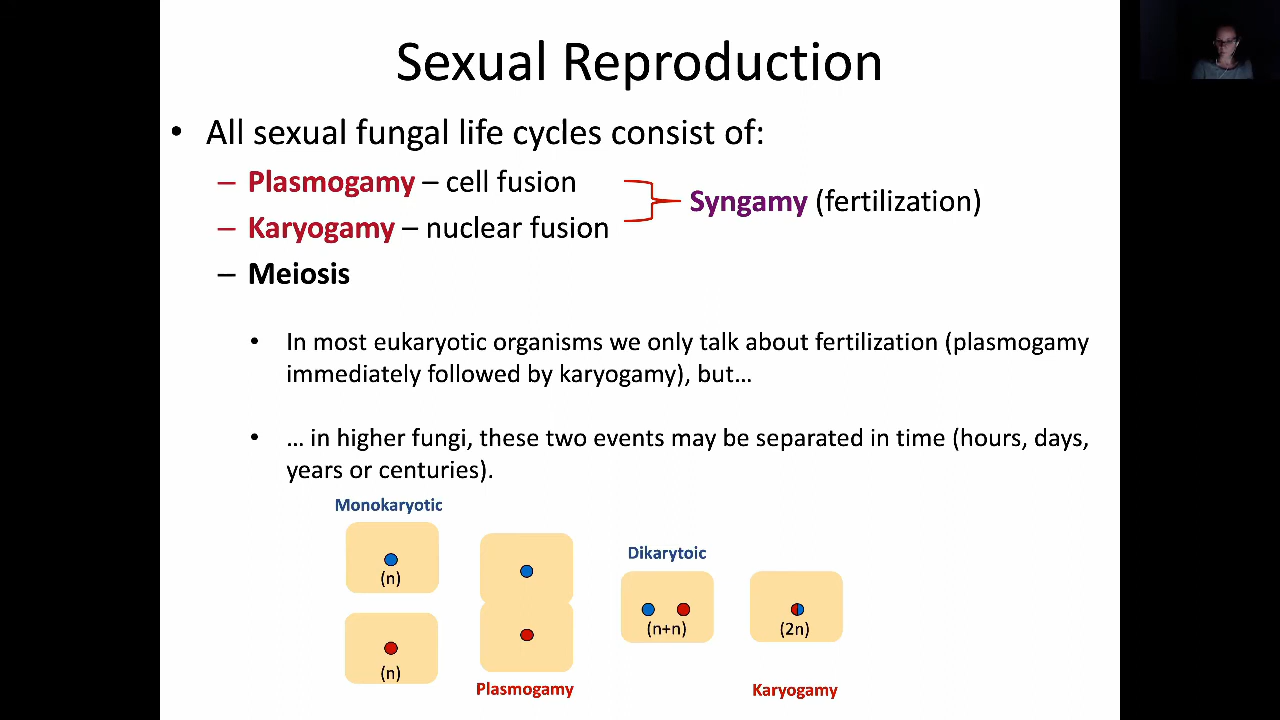 Sexual Reproduction
• All sexual fungal life cycles consist of:
– Plasmogamy – cell fusion
– Karyogamy – nuclear fusion
Syngamy (fertilization)
– Meiosis
• In most eukaryotic organisms we only talk about fertilization (plasmogamy
immediately followed by karyogamy), but…
• … in higher fungi, these two events may be separated in time (hours, days,
years or centuries).
Monokaryotic
(n)
(n)
Plasmogamy
Dikarytoic
(n+n)
(2n)
Karyogamy